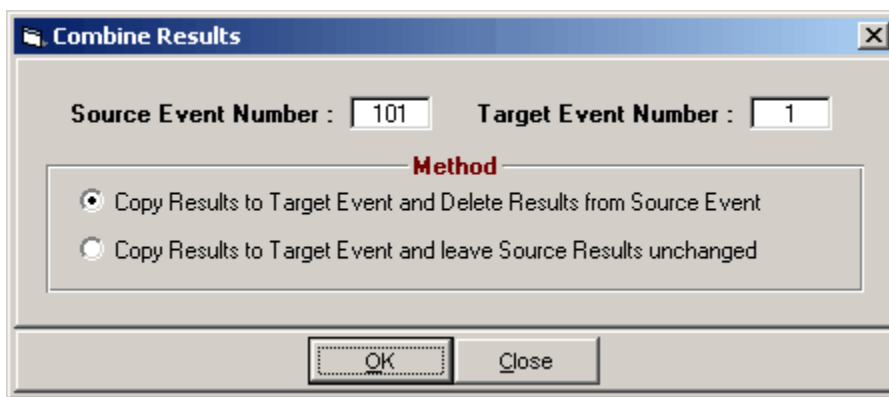 Combine Results
Source Event Number : 101 Target Event Number : 1
Method
Copy Results to Target Event and Delete Results from Source Event
Copy Results to Target Event and leave Source Results unchanged
OK Close